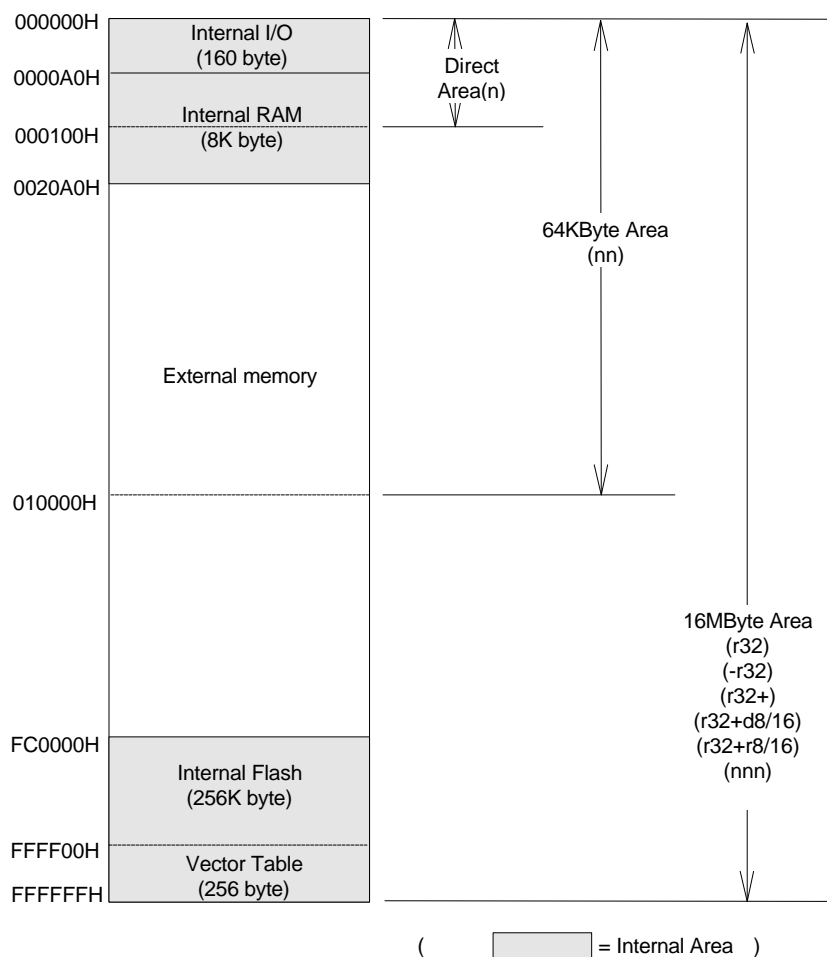 000000H
Internal I/O
(160 byte)
0000A0H
Internal RAM
(8K byte)
000100H
0020A0H
External memory
010000H
FC0000H
Internal Flash
(256K byte)
FFFF00H
Vector Table
(256 byte)
FFFFFFH
Direct
Area(n)
64KByte Area
(nn)
16MByte Area
(r32)
(-r32)
(r32+)
(r32+d8/16)
(r32+r8/16)
(nnn)
( = Internal Area )